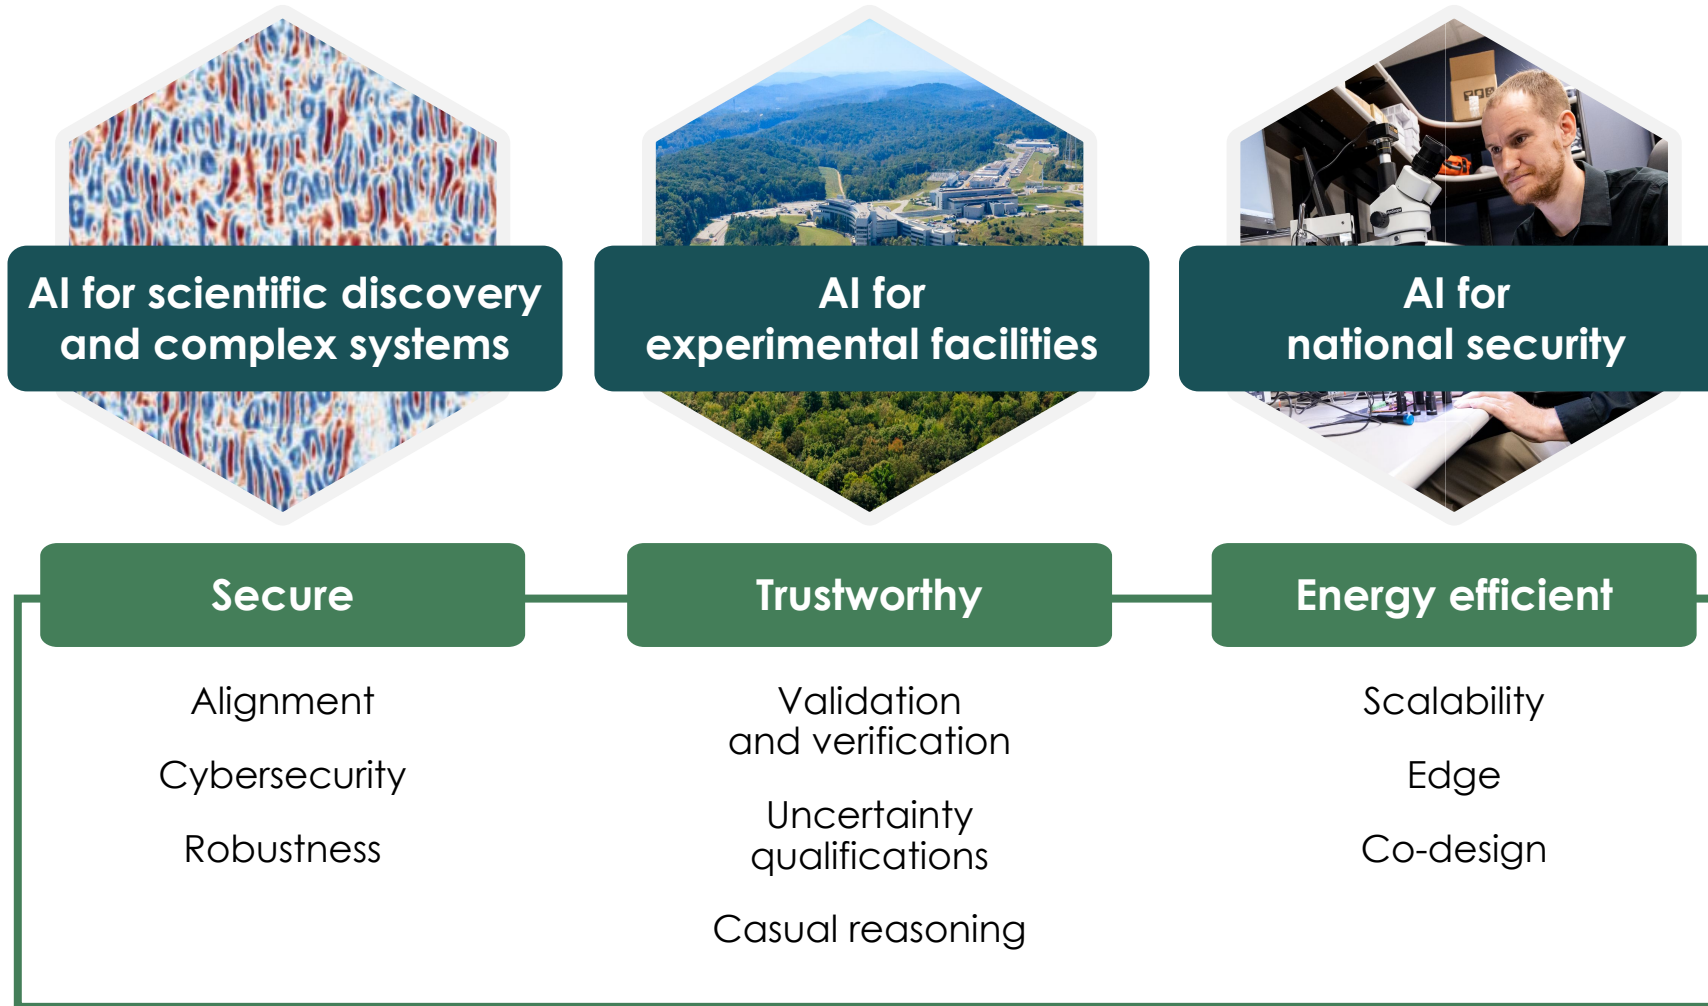 AI for scientific discovery
and complex systems
AI for
experimental facilities
AI for
national security
Secure
Alignment
Cybersecurity
Robustness
Trustworthy
Validation
and verification
Uncertainty
qualifications
Casual reasoning
Energy efficient
Scalability
Edge
Co-design